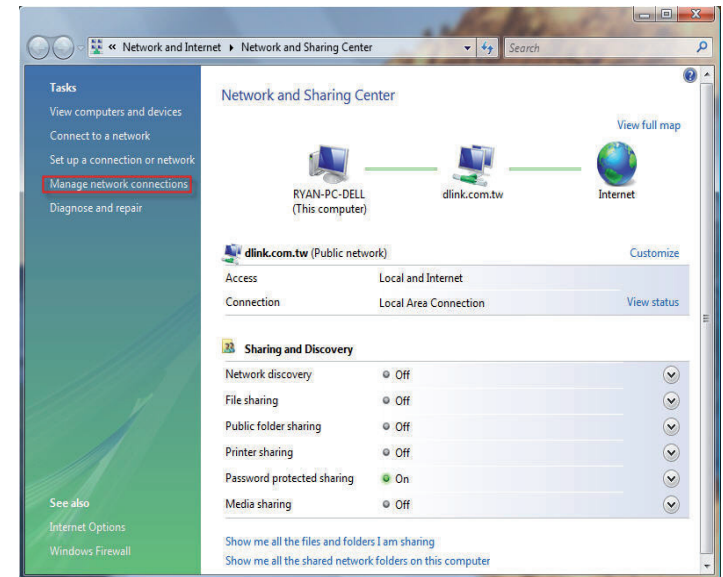 « Network and Internet ▸ Network and Sharing Center
Search
Tasks
View computers and devices
Connect to a network
Set up a connection or network
Manage network connections
Diagnose and repair
See also
Internet Options
Windows Firewall
Network and Sharing Center
View full map
RYAN-PC-DELL
(This computer)
dlink.com.tw
Internet
dlink.com.tw (Public network)
Customize
Access Local and Internet
Connection Local Area Connection View status
Sharing and Discovery
Network discovery Off
File sharing Off
Public folder sharing Off
Printer sharing Off
Password protected sharing On
Media sharing Off
Show me all the files and folders I am sharing
Show me all the shared network folders on this computer